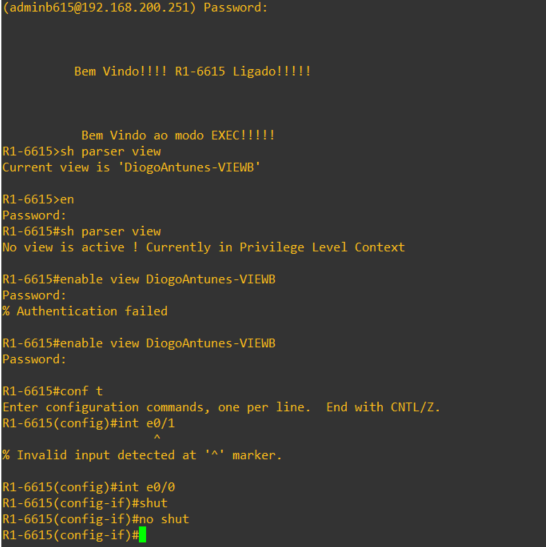 (adminb615@192.168.200.251) Password:
Bem Vindo!!!! R1-6615 Ligado!!!!!
Bem Vindo ao modo EXEC!!!!!
R1-6615>sh parser view
Current view is 'DiogoAntunes-VIEWB'
R1-6615>en
Password:
R1-6615#sh parser view
No view is active ! Currently in Privilege Level Context
R1-6615#enable view DiogoAntunes-VIEWB
Password:
% Authentication failed
R1-6615#enable view DiogoAntunes-VIEWB
Password:
R1-6615#conf t
Enter configuration commands, one per line.  End with CNTL/Z.
R1-6615(config)#int e0/1
^
% Invalid input detected at '^' marker.
R1-6615(config)#int e0/0
R1-6615(config-if)#shut
R1-6615(config-if)#no shut
R1-6615(config-if)#